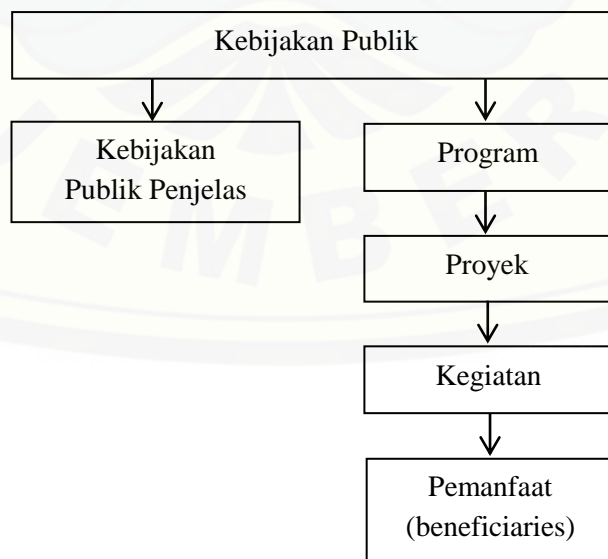 Kebijakan Publik
Kebijakan
Publik Penjelas
Program
Proyek
Kegiatan
Pemanfaat
(beneficiaries)